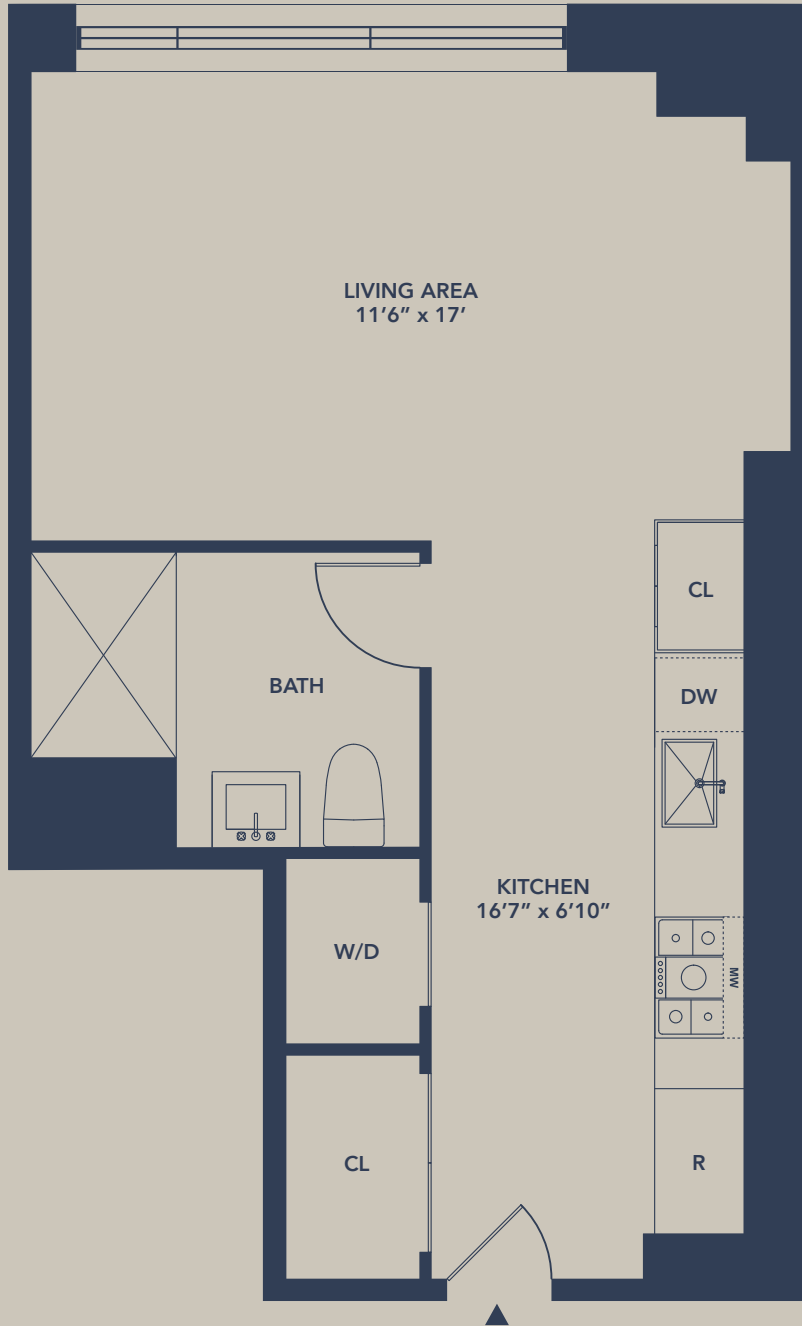 LIVING AREA
11’6” x 17’
CL
BATH
DW
KITCHEN
16’7” x 6’10”
W/D
MW
CL
R